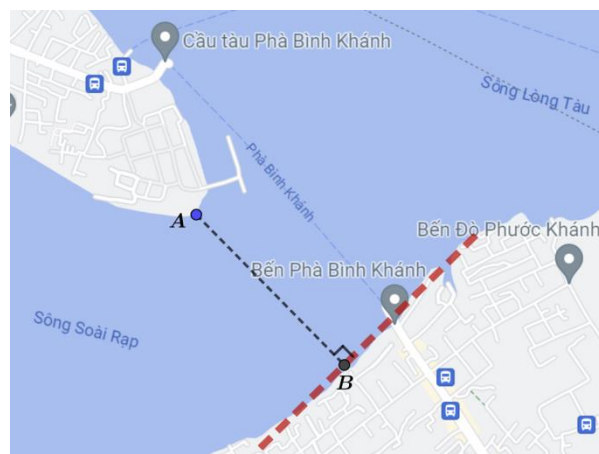 Cầu tàu Phà Bình Khánh
Sông Lòng Tàu
Phà Bình Khánh
A
Bến Đò Phước Khánh
Bến Phà Bình Khánh
Sông Soài Rạp
B